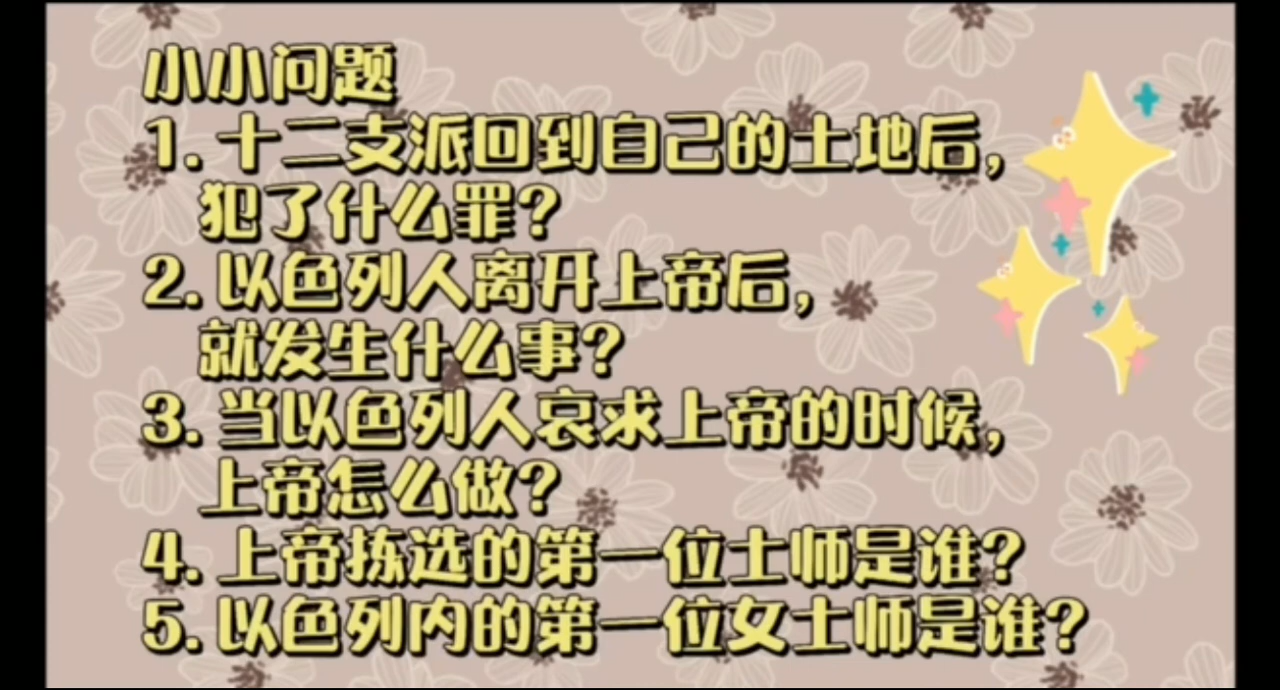 小小问题
1. 十二支派回到自己的土地后，
犯了什么罪？
2. 以色列人离开上帝后，
就发生什么事？
3. 当以色列人哀求上帝的时候，
上帝怎么做？
4. 上帝拣选的第一位士师是谁？
5. 以色列内的第一位女士师是谁？